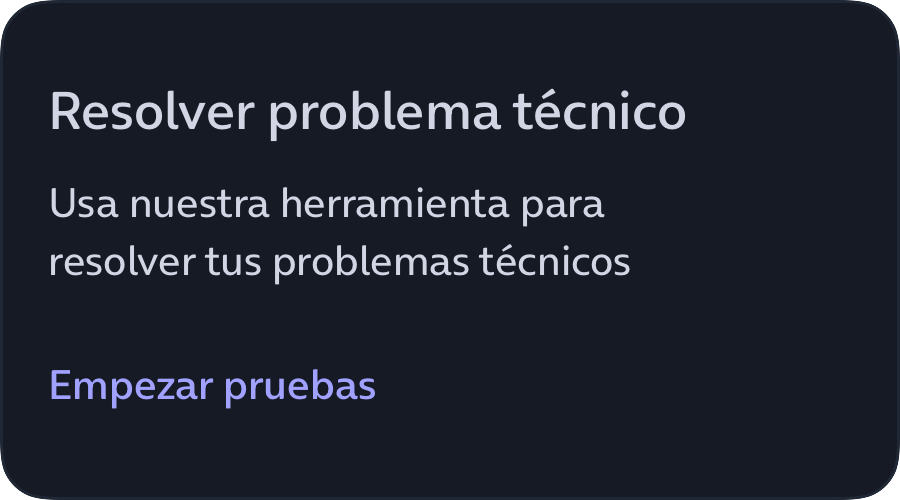 Resolver problema técnico
Usa nuestra herramienta para
resolver tus problemas técnicos
Empezar pruebas